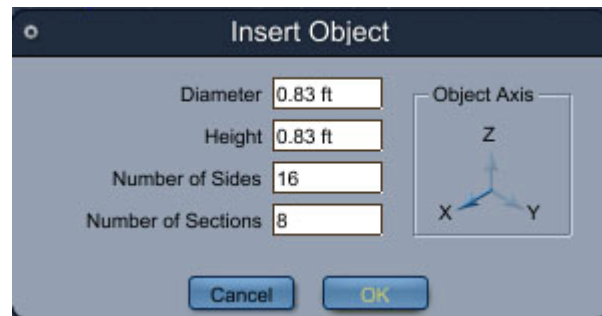 Insert Object
Diameter 0.83 ft
Height 0.83 ft
Number of Sides 16
Number of Sections 8
Object Axis
Z
X Y
Cancel OK